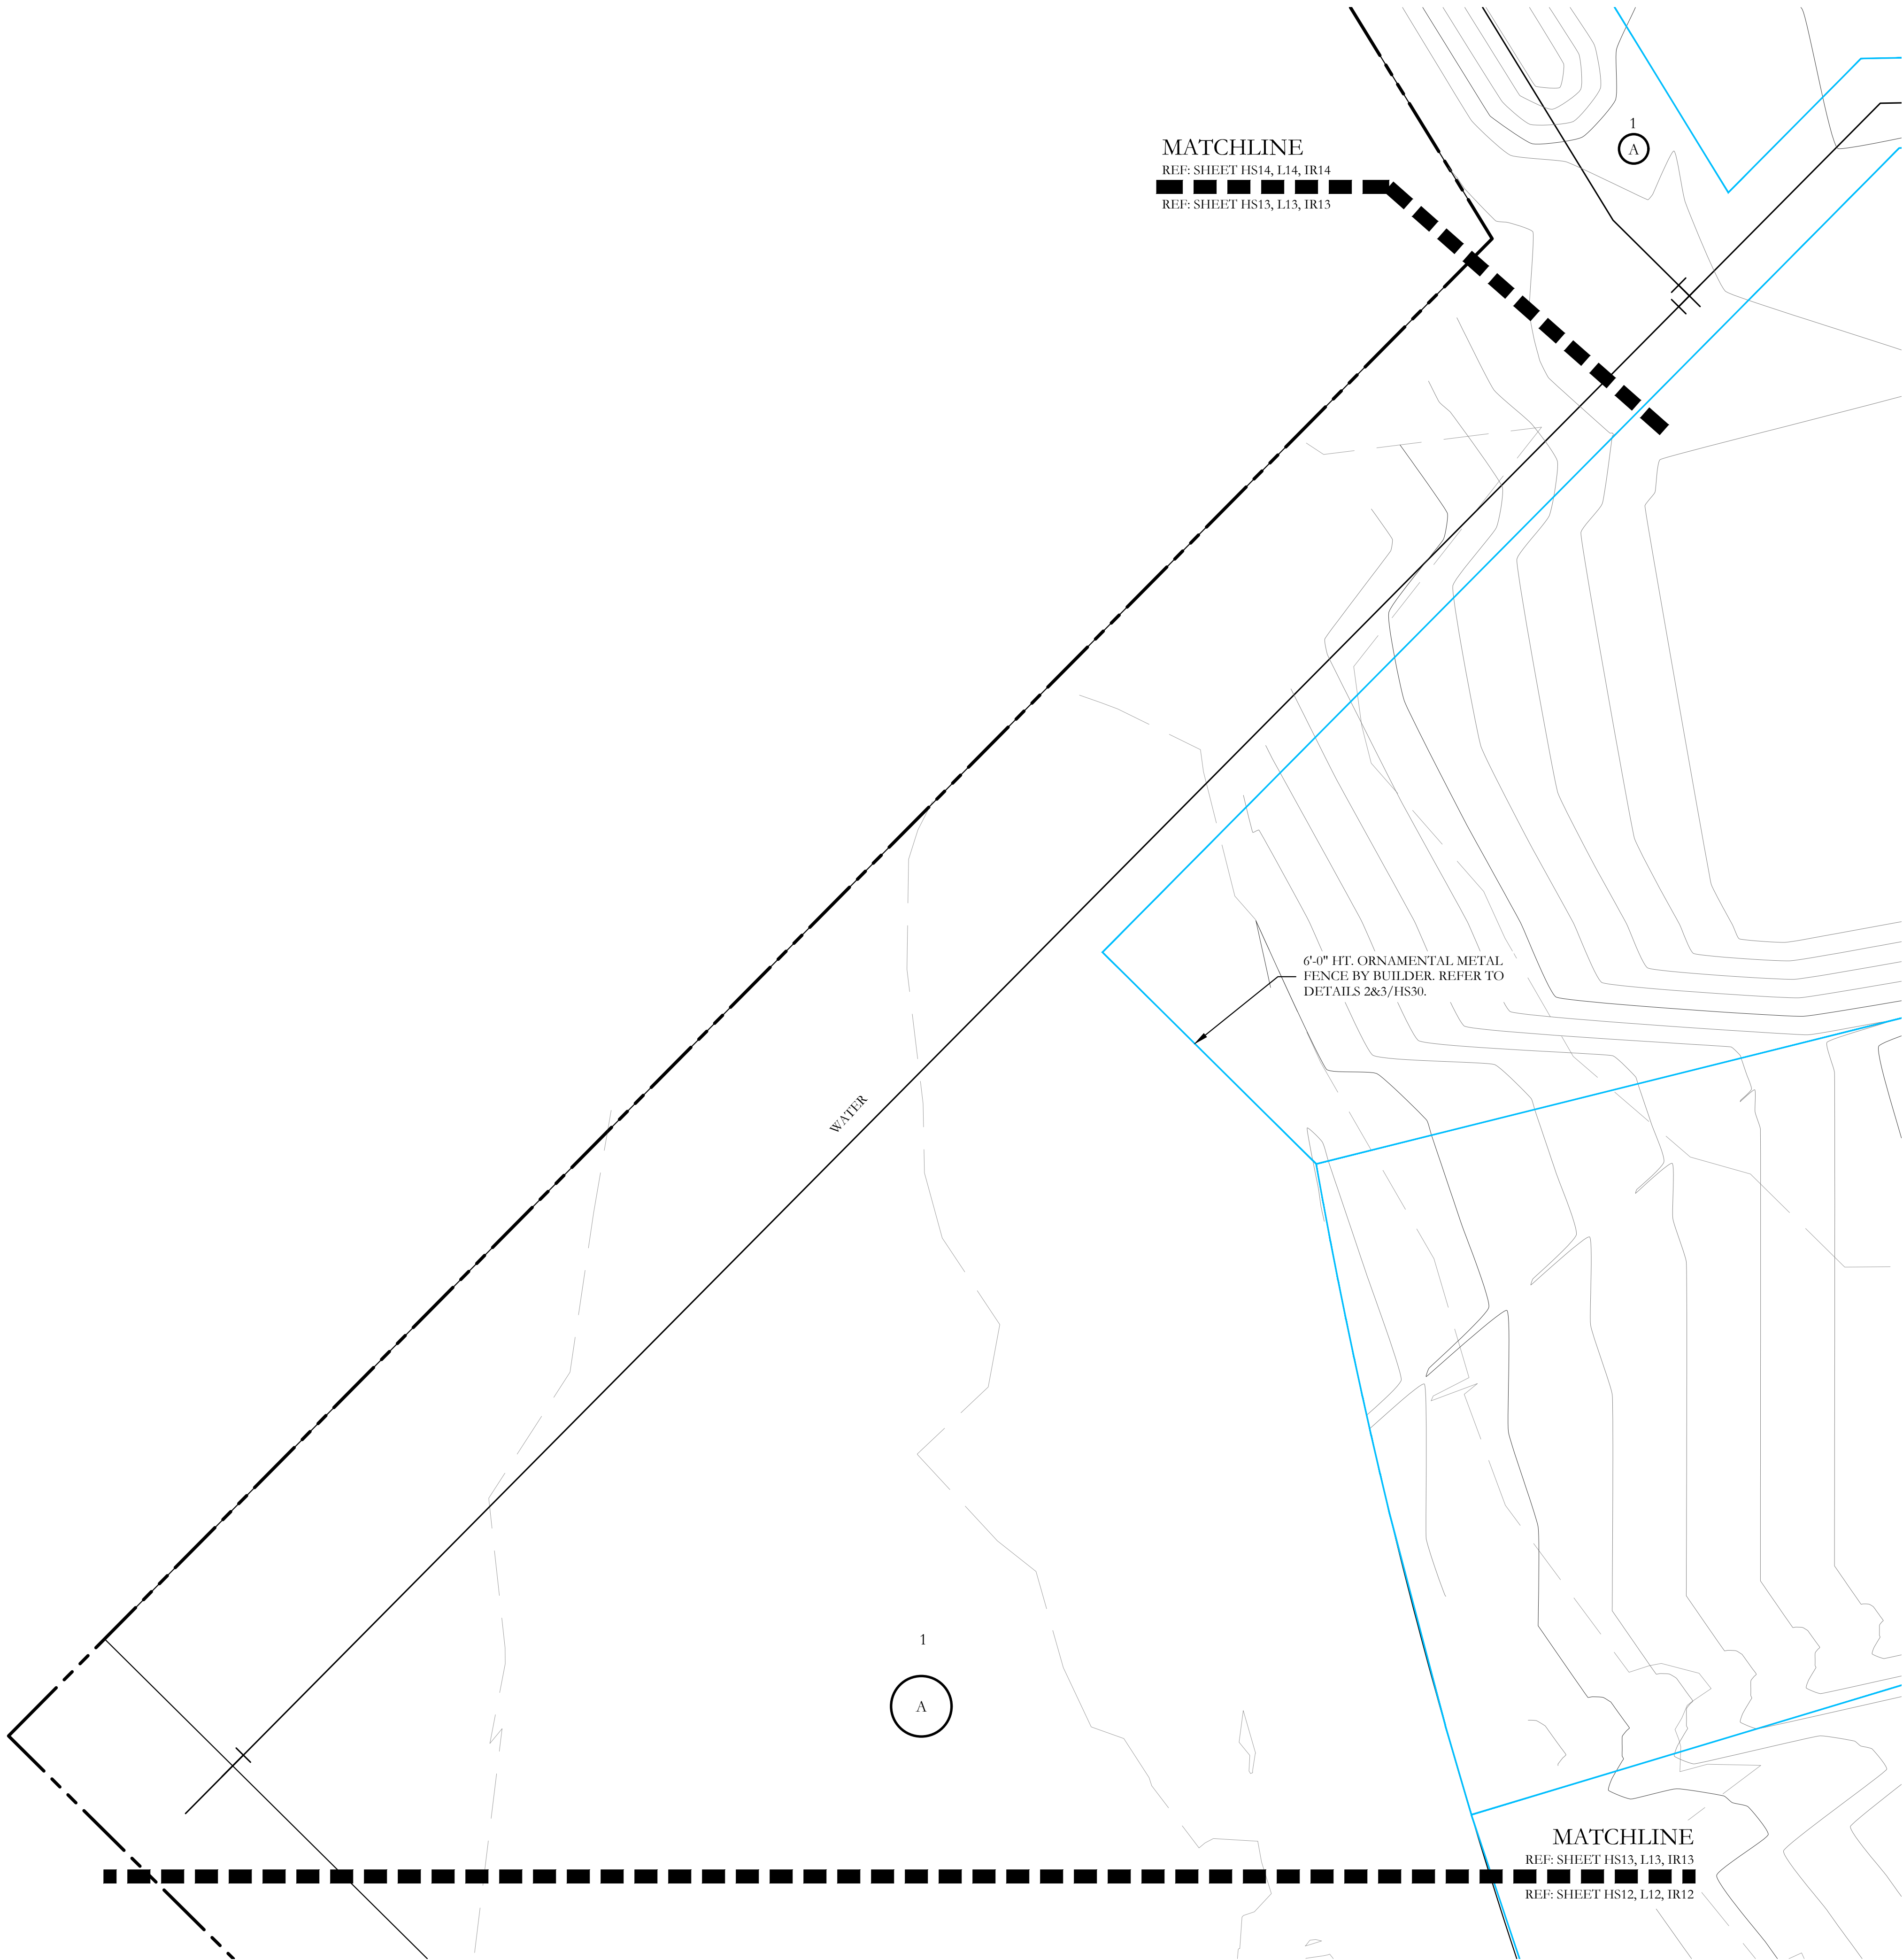 1
A
MATCHLINE
REF: SHEET HS14, L14, IR14
REF: SHEET HS13, L13, IR13
6'-0" HT. ORNAMENTAL METAL
FENCE BY BUILDER. REFER TO
DETAILS 2&3/HS30.
WATER
1
A
MATCHLINE
REF: SHEET HS13, L13, IR13
REF: SHEET HS12, L12, IR12